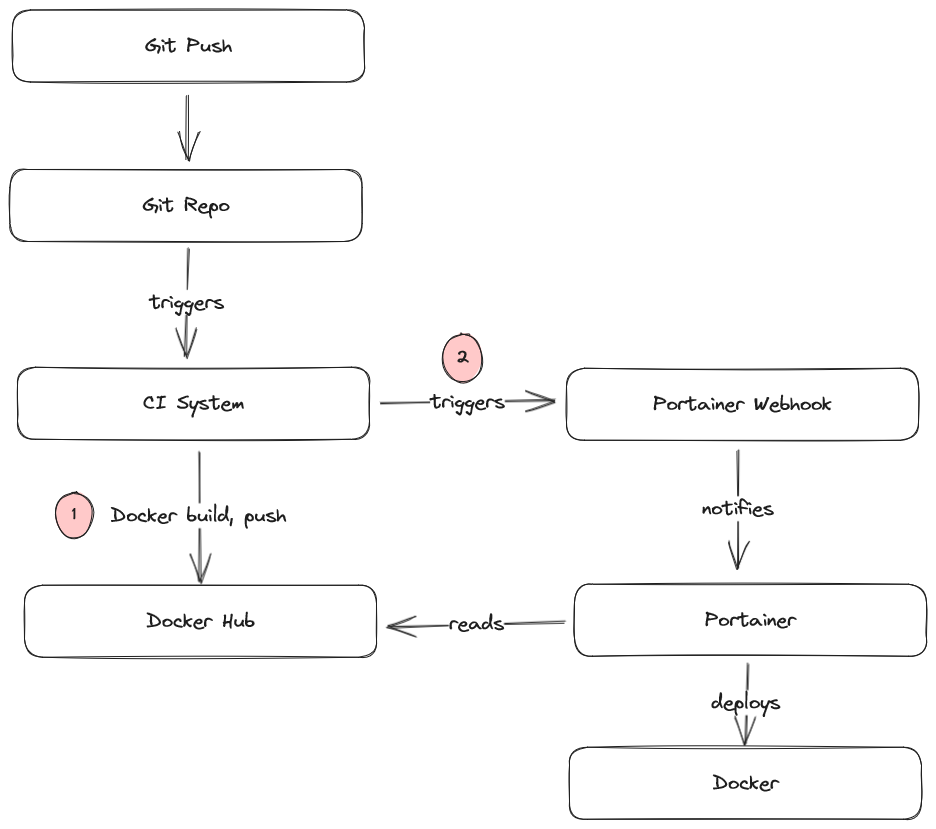 Git Push
Git Repo
triggers
2
CI System
triggers
Portainer Webhook
1
Docker build, push
notifies
Docker Hub
reads
Portainer
deploys
Docker